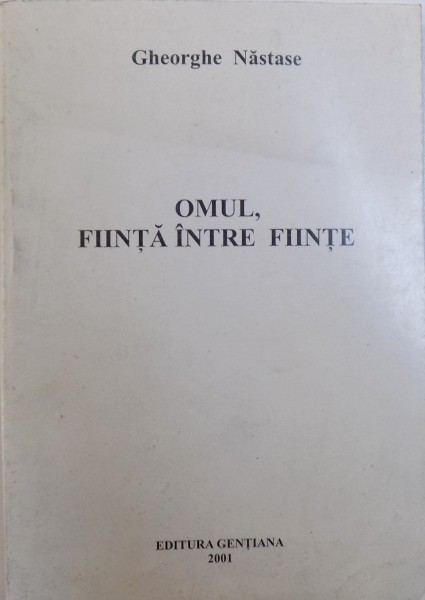 Gheorghe Năstase
OMUL,
FIINȚĂ ÎNTRE FIINȚE
EDITURA GENȚIANA
2001